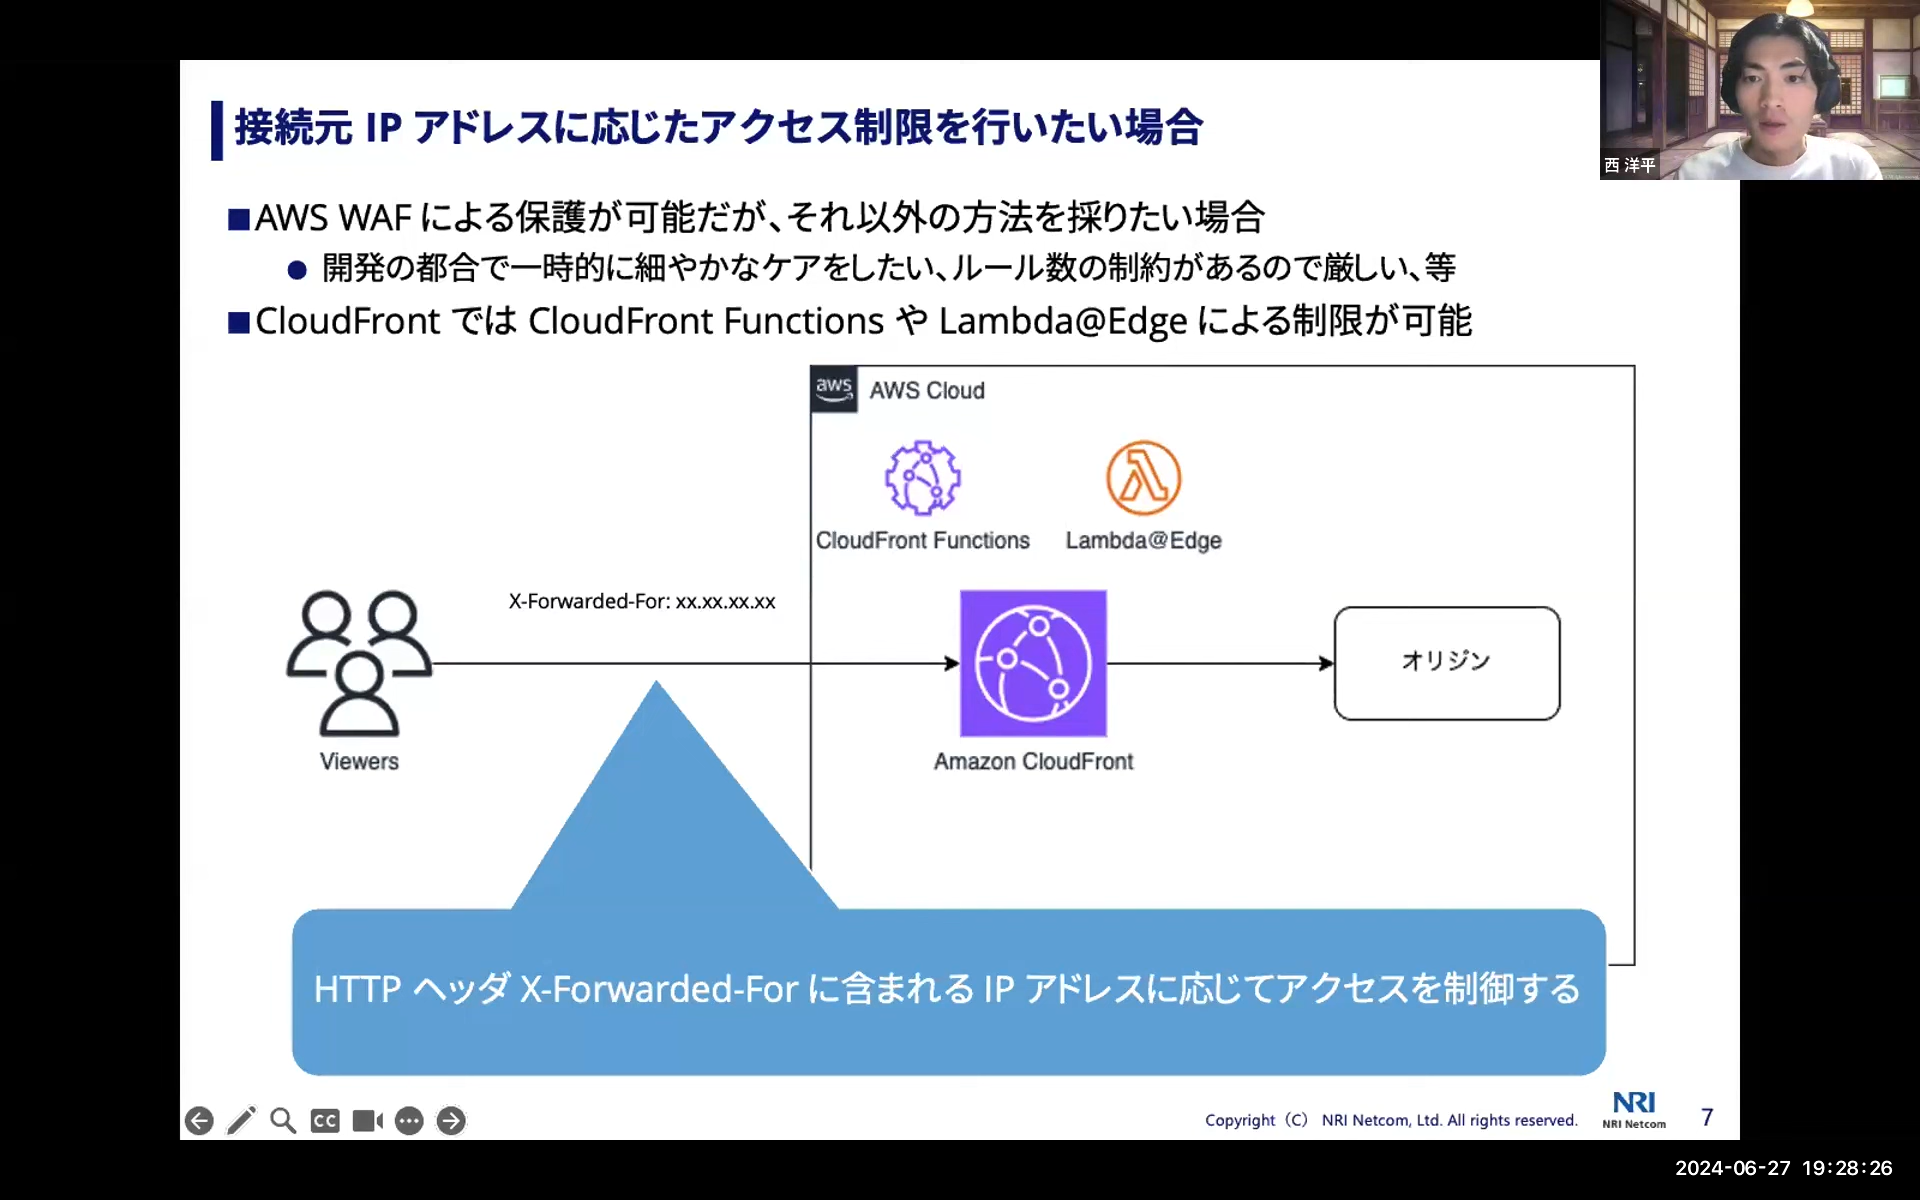 接続元 IP アドレスに応じたアクセス制限を行いたい場合
西 洋平
■AWS WAF による保護が可能だが、それ以外の方法を採りたい場合
● 開発の都合で一時的に細やかなケアをしたい、ルール数の制約があるので厳しい、等
■CloudFront では CloudFront Functions や Lambda@Edge による制限が可能
aws
AWS Cloud
CloudFront Functions
Lambda@Edge
X-Forwarded-For: xx.xx.xx.xx
オリジン
Viewers
Amazon CloudFront
HTTP ヘッダ X-Forwarded-For に含まれる IP アドレスに応じてアクセスを制御する
CC
Copyright（C） NRI Netcom, Ltd. All rights reserved.
NRI
NRI Netcom
7
2024-06-27 19:28:26